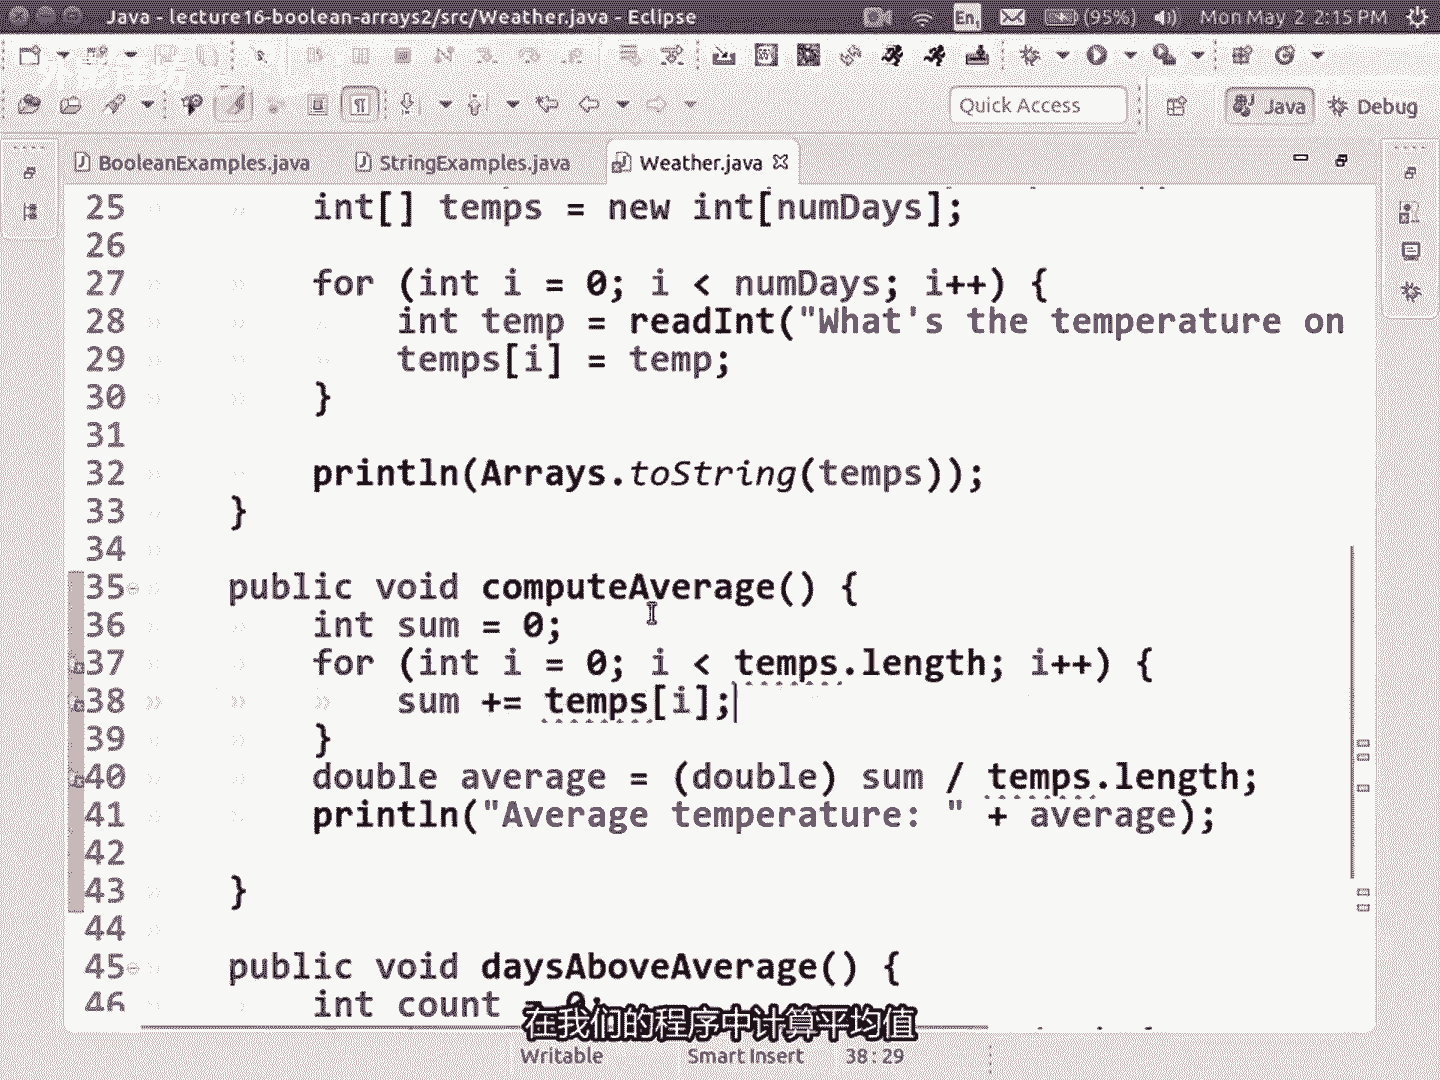 Java - lecture16-boolean-arrays2/src/Weather.java - Eclipse
En1 (95%) Mon May 2 2:15 PM
Quick Access Java Debug
BooleanExamples.java StringExamples.java Weather.java
25 int[] temps = new int[numDays];
26
27 for (int i = 0; i < numDays; i++) {
28 int temp = readInt("What's the temperature on
29 temps[i] = temp;
30 }
31
32 println(Arrays.toString(temps));
33 }
34
35 public void computeAverage() {
36 int sum = 0;
37 for (int i = 0; i < temps.length; i++) {
38 sum += temps[i];
39 }
40 double average = (double) sum / temps.length;
41 println("Average temperature: " + average);
42
43 }
44
45 public void daysAboveAverage() {
46 int count = 0;
在我们的程序中计算平均值
Writable Smart Insert 38:29